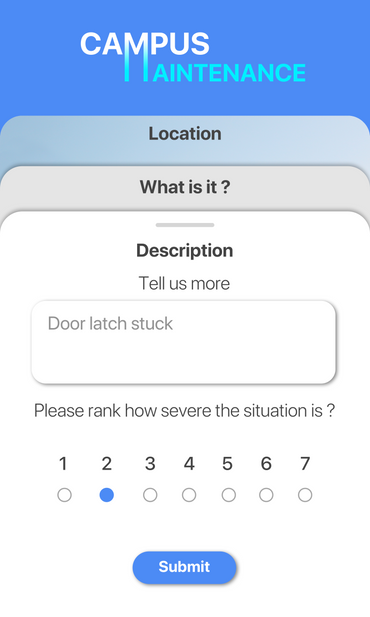 CAMPUS
MAINTENANCE
Location
What is it ?
Description
Tell us more
Door latch stuck
Please rank how severe the situation is ?
1 2 3 4 5 6 7
Submit